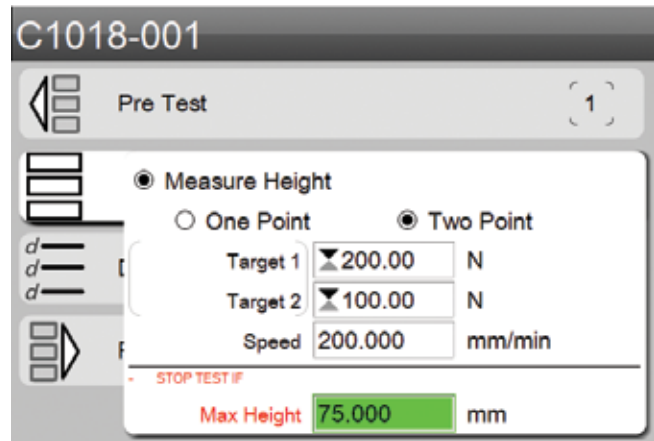 C1018-001
Pre Test
1
Measure Height
One Point Two Point
Target 1 200.00 N
d
d
Target 2 100.00 N
d
Speed 200.000 mm/min
- STOP TEST IF
Max Height 75.000 mm